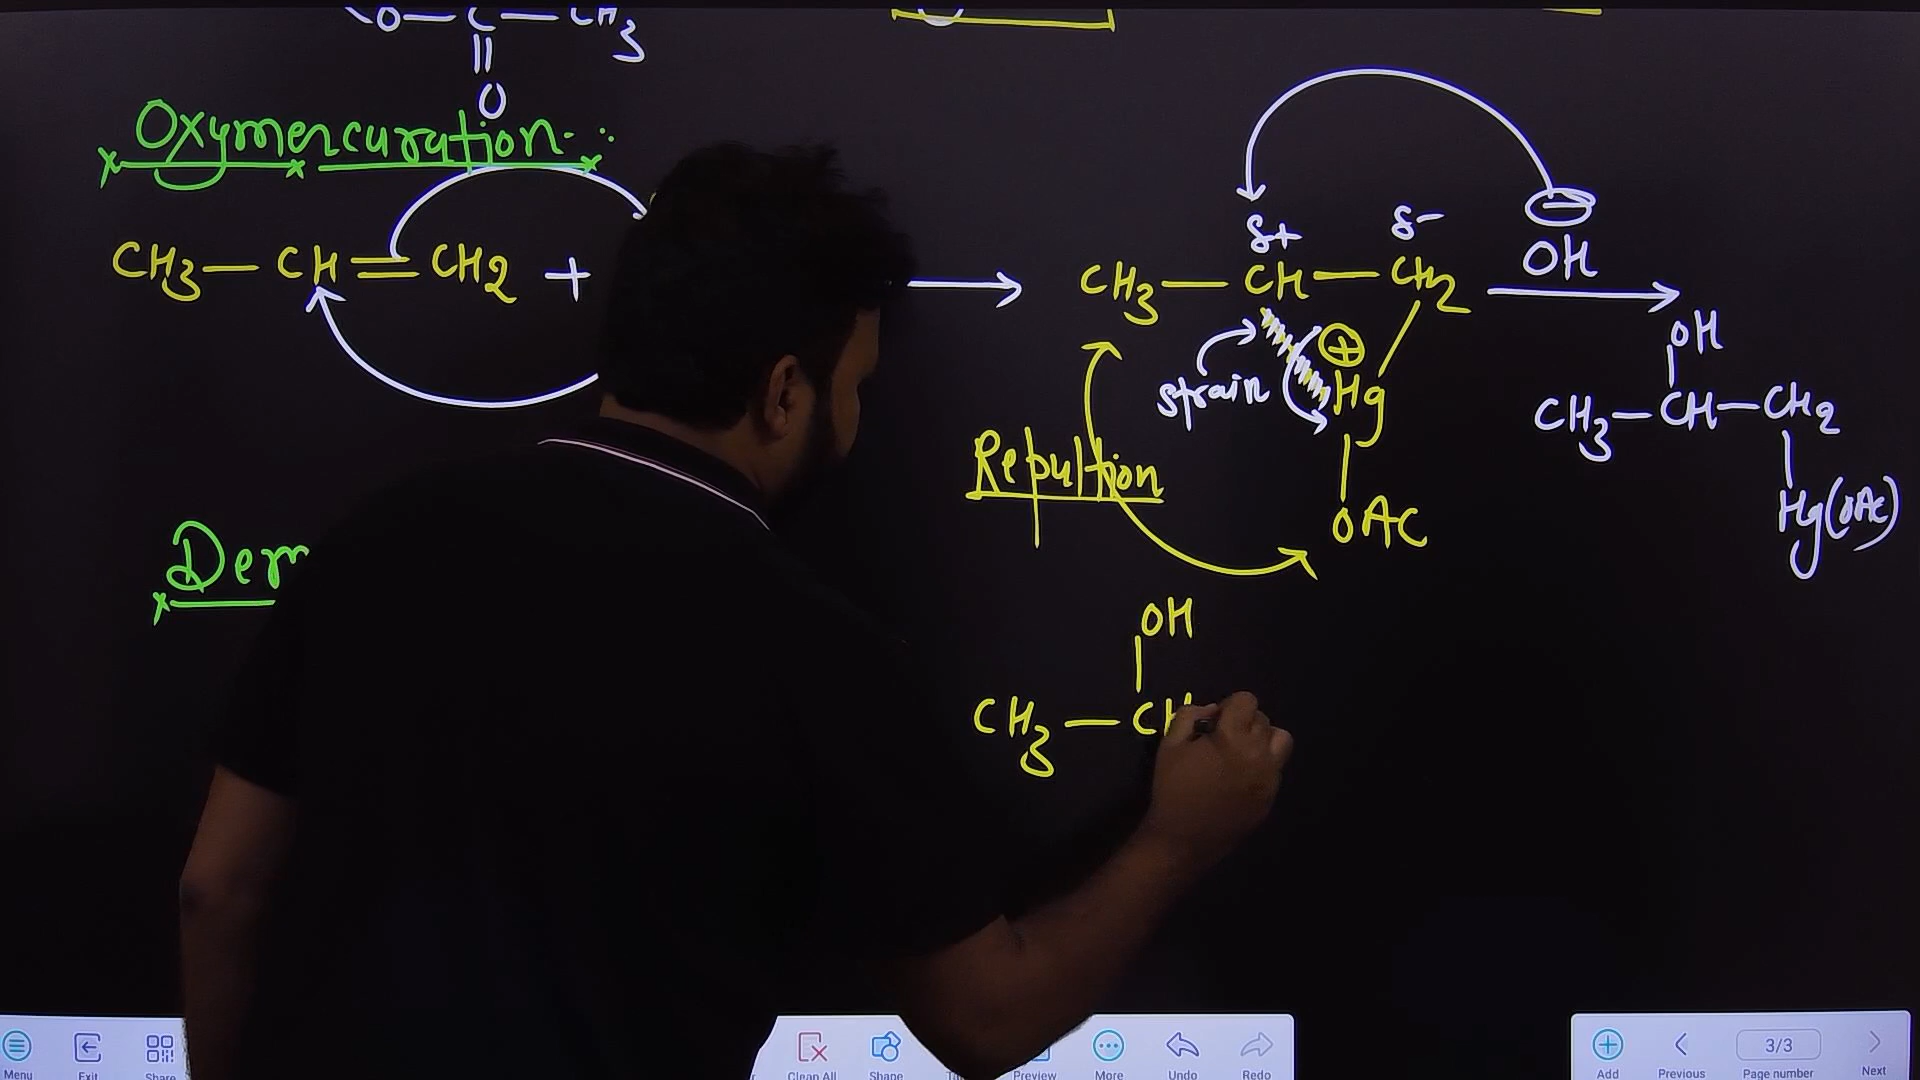 O—C—CH3
||
O
Oxymercuration
CH3—CH=CH2 +
δ+ δ-
OH
CH3—CH—CH2
strain
Hg
OAC
Repultion
OH
CH3—CH—CH2
Hg(OAC)
Dem
OH
CH3—CH
Menu Exit Share Clean All Shape Preview More Undo Redo
3/3
Add Previous Page number Next